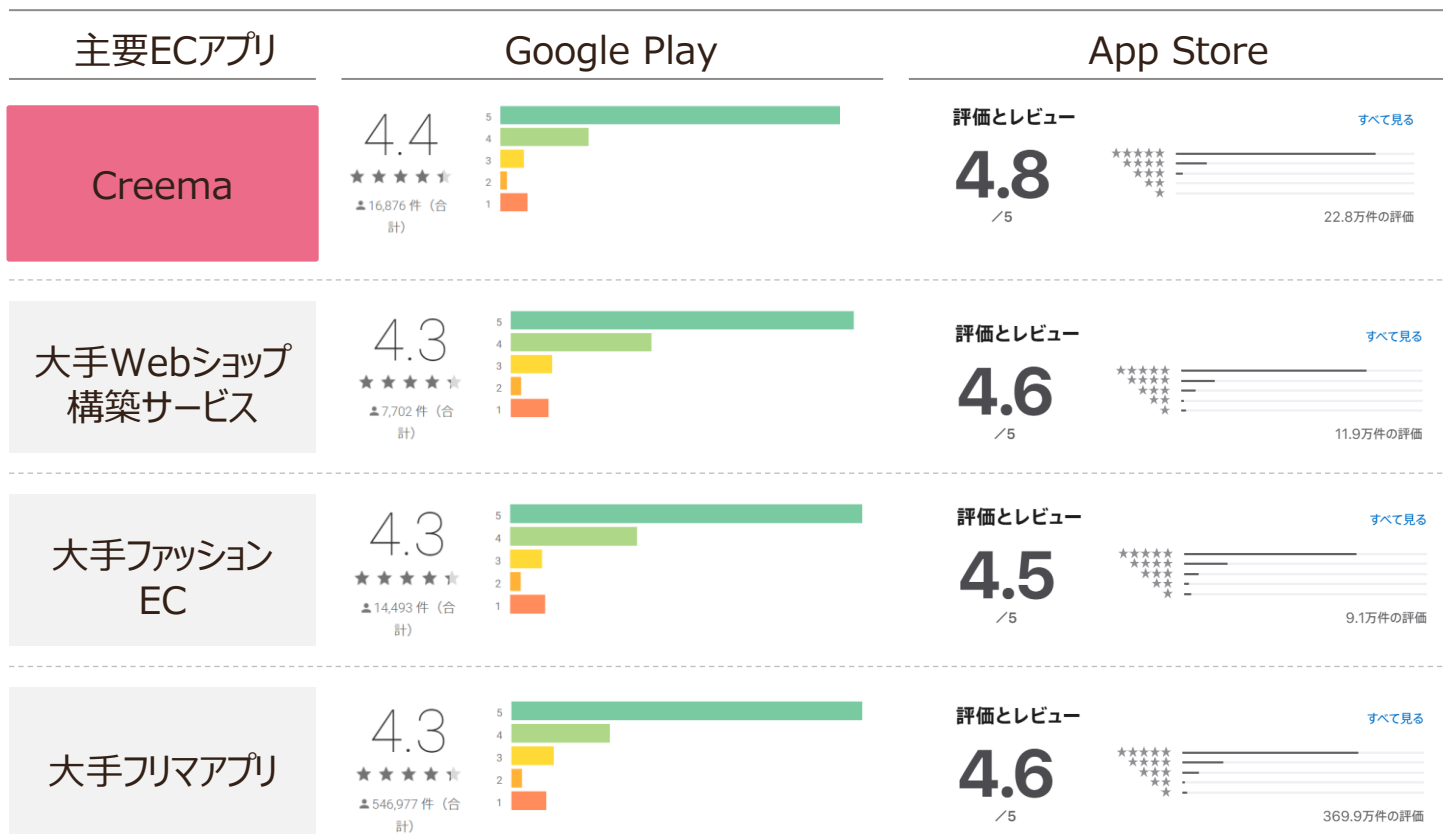 主要ECアプリ
Google Play
App Store
Creema
4.4
★★★★★
16,876 件（合
計）
5
4
3
2
1
評価とレビュー
すべて見る
4.8
／5
★★★★★
★★★★
★★★
★★
★
22.8万件の評価
大手Webショップ
構築サービス
4.3
★★★★★
7,702 件（合
計）
5
4
3
2
1
評価とレビュー
すべて見る
4.6
／5
★★★★★
★★★★
★★★
★★
★
11.9万件の評価
大手ファッション
EC
4.3
★★★★★
14,493 件（合
計）
5
4
3
2
1
評価とレビュー
すべて見る
4.5
／5
★★★★★
★★★★
★★★
★★
★
9.1万件の評価
大手フリマアプリ
4.3
★★★★★
546,977 件（合
計）
5
4
3
2
1
評価とレビュー
すべて見る
4.6
／5
★★★★★
★★★★
★★★
★★
★
369.9万件の評価